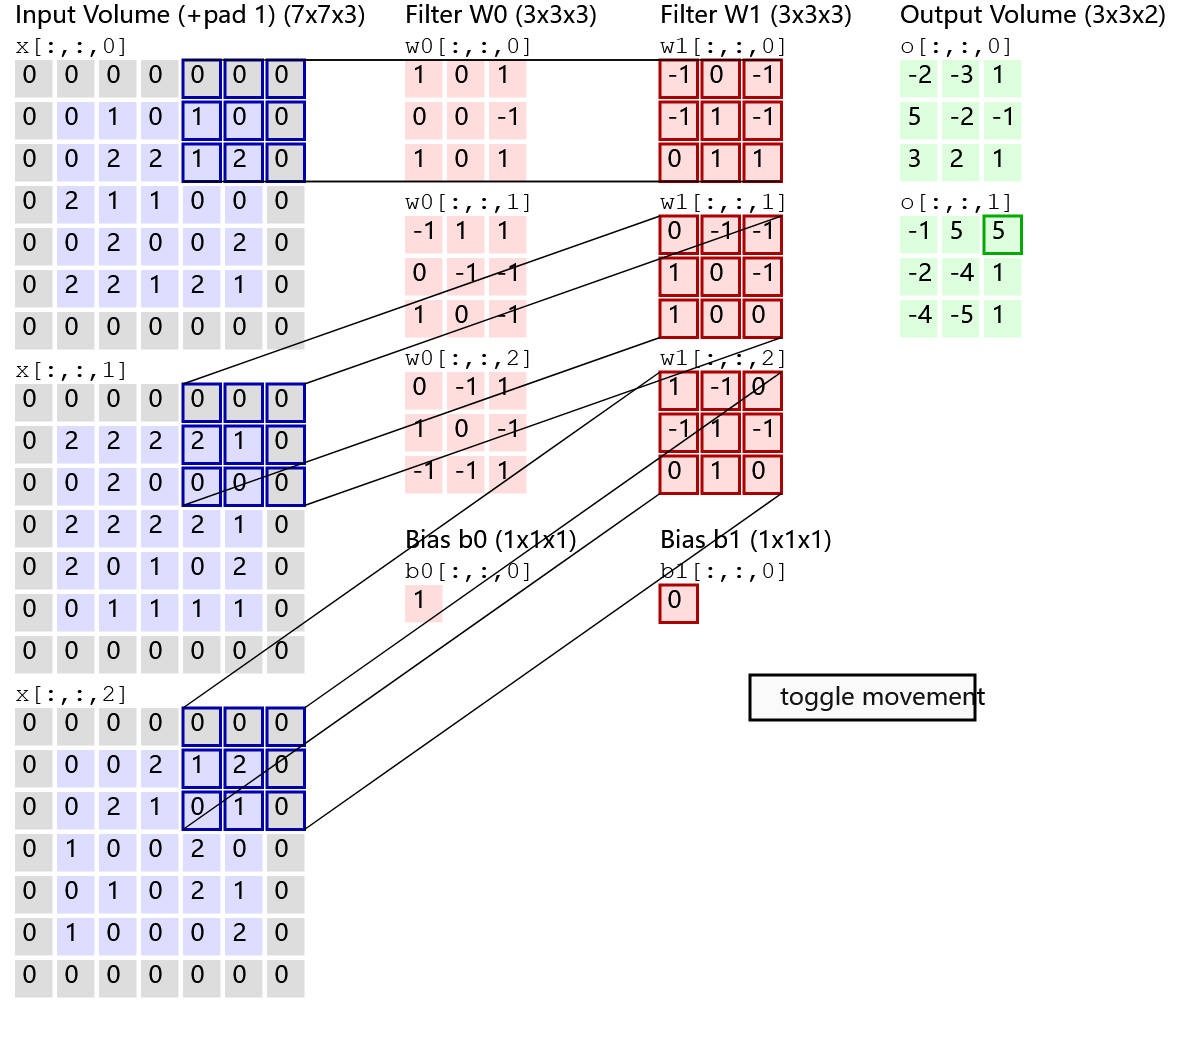 Input Volume (+pad 1) (7x7x3)
x[:,:,0]
0 0 0 0 0 0 0
0 0 1 0 1 0 0
0 0 2 2 1 2 0
0 2 1 1 0 0 0
0 0 2 0 0 2 0
0 2 2 1 2 1 0
0 0 0 0 0 0 0
x[:,:,1]
0 0 0 0 0 0 0
0 2 2 2 2 1 0
0 0 2 0 0 0 0
0 2 2 2 2 1 0
0 2 0 1 0 2 0
0 0 1 1 1 1 0
0 0 0 0 0 0 0
x[:,:,2]
0 0 0 0 0 0 0
0 0 0 2 1 2 0
0 0 2 1 0 1 0
0 1 0 0 2 0 0
0 0 1 0 2 1 0
0 1 0 0 0 2 0
0 0 0 0 0 0 0
Filter W0 (3x3x3)
w0[:,:,0]
1 0 1
0 0 -1
1 0 1
w0[:,:,1]
-1 1 1
0 -1 -1
1 0 -1
w0[:,:,2]
0 -1 1
1 0 -1
-1 -1 1
Bias b0 (1x1x1)
b0[:,:,0]
1
Filter W1 (3x3x3)
w1[:,:,0]
-1 0 -1
-1 1 -1
0 1 1
w1[:,:,1]
0 -1 -1
1 0 -1
1 0 0
w1[:,:,2]
1 -1 0
-1 1 -1
0 1 0
Bias b1 (1x1x1)
b1[:,:,0]
0
Output Volume (3x3x2)
o[:,:,0]
-2 -3 1
5 -2 -1
3 2 1
o[:,:,1]
-1 5 5
-2 -4 1
-4 -5 1
toggle movement